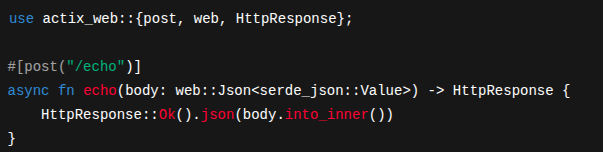 use actix_web::{post, web, HttpResponse};

#[post("/echo")]
async fn echo(body: web::Json<serde_json::Value>) -> HttpResponse {
    HttpResponse::Ok().json(body.into_inner())
}